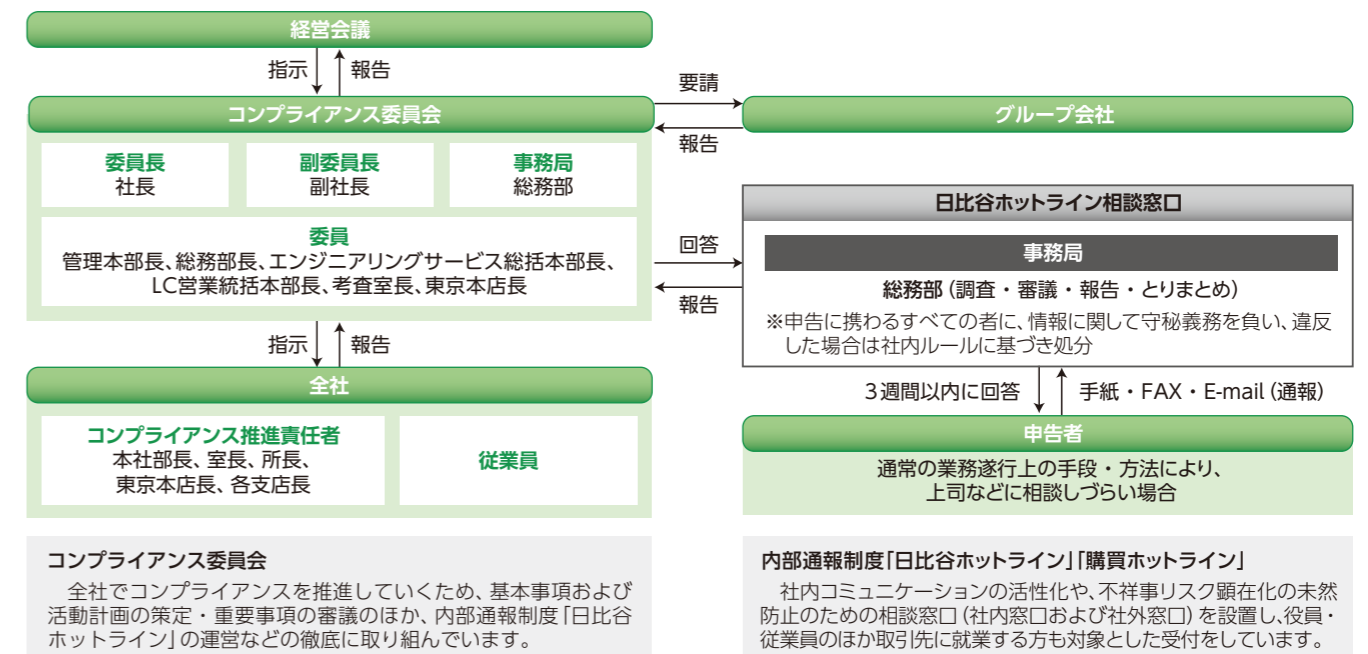 経営会議
指示
報告
コンプライアンス委員会
委員長
社長
副委員長
副社長
事務局
総務部
委員
管理本部長、総務部長、エンジニアリングサービス総括本部長、
LC営業統括本部長、考査室長、東京本店長
指示
報告
全社
コンプライアンス推進責任者
本社部長、室長、所長、
東京本店長、各支店長
従業員
コンプライアンス委員会
全社でコンプライアンスを推進していくため、基本事項および
活動計画の策定・重要事項の審議のほか、内部通報制度「日比谷
ホットライン」の運営などの徹底に取り組んでいます。
要請
報告
グループ会社
回答
報告
日比谷ホットライン相談窓口
事務局
総務部（調査・審議・報告・とりまとめ）
※申告に携わるすべての者に、情報に関して守秘義務を負い、違反
した場合は社内ルールに基づき処分
3週間以内に回答
手紙・FAX・E-mail（通報）
申告者
通常の業務遂行上の手段・方法により、
上司などに相談しづらい場合
内部通報制度「日比谷ホットライン」「購買ホットライン」
社内コミュニケーションの活性化や、不祥事リスク顕在化の未然
防止のための相談窓口（社内窓口および社外窓口）を設置し、役員・
従業員のほか取引先に就業する方も対象とした受付をしています。